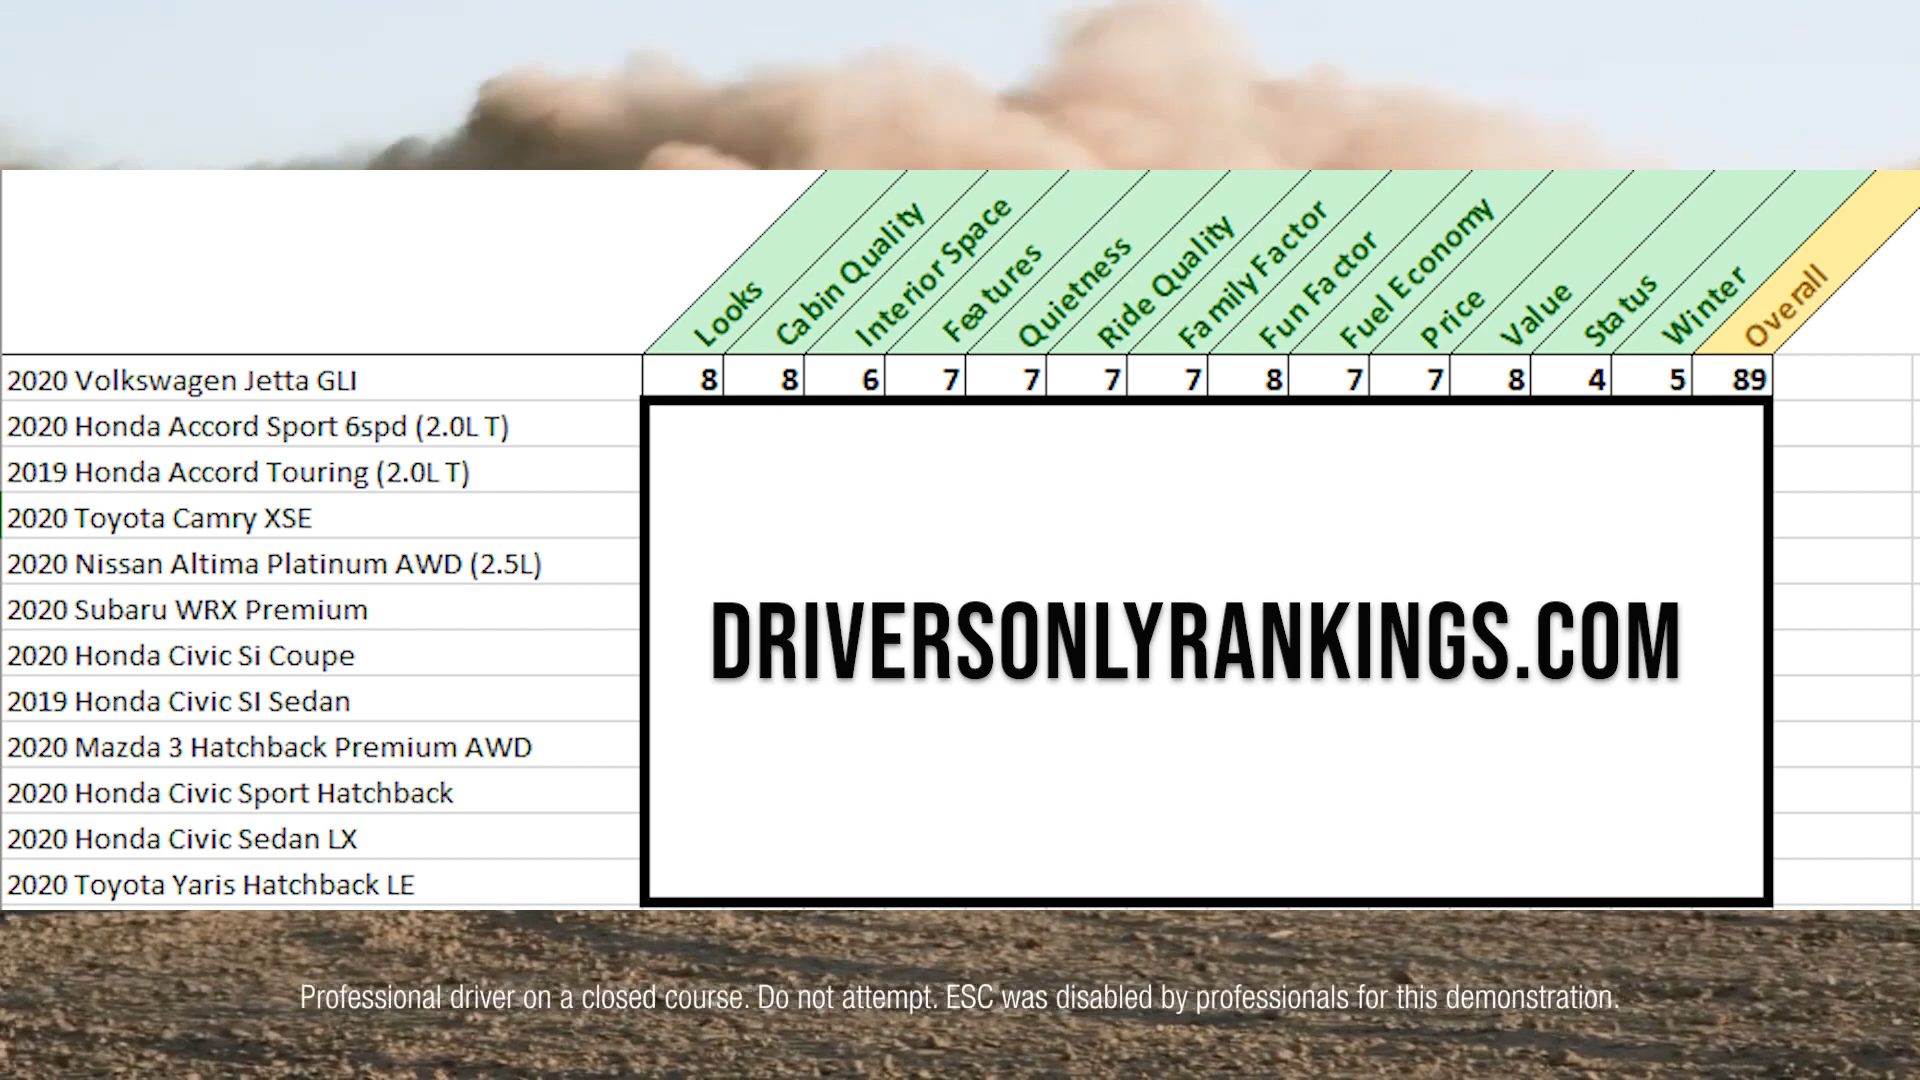 Looks Cabin Quality Interior Space Features Quietness Ride Quality Family Factor Fun Factor Fuel Economy Price Value Status Winter Overall
2020 Volkswagen Jetta GLI 8 8 6 7 7 7 7 8 7 7 8 4 5 89
2020 Honda Accord Sport 6spd (2.0L T)
2019 Honda Accord Touring (2.0L T)
2020 Toyota Camry XSE
2020 Nissan Altima Platinum AWD (2.5L)
2020 Subaru WRX Premium
2020 Honda Civic Si Coupe
2019 Honda Civic SI Sedan
2020 Mazda 3 Hatchback Premium AWD
2020 Honda Civic Sport Hatchback
2020 Honda Civic Sedan LX
2020 Toyota Yaris Hatchback LE
DRIVERSONLYRANKINGS.COM
Professional driver on a closed course. Do not attempt. ESC was disabled by professionals for this demonstration.